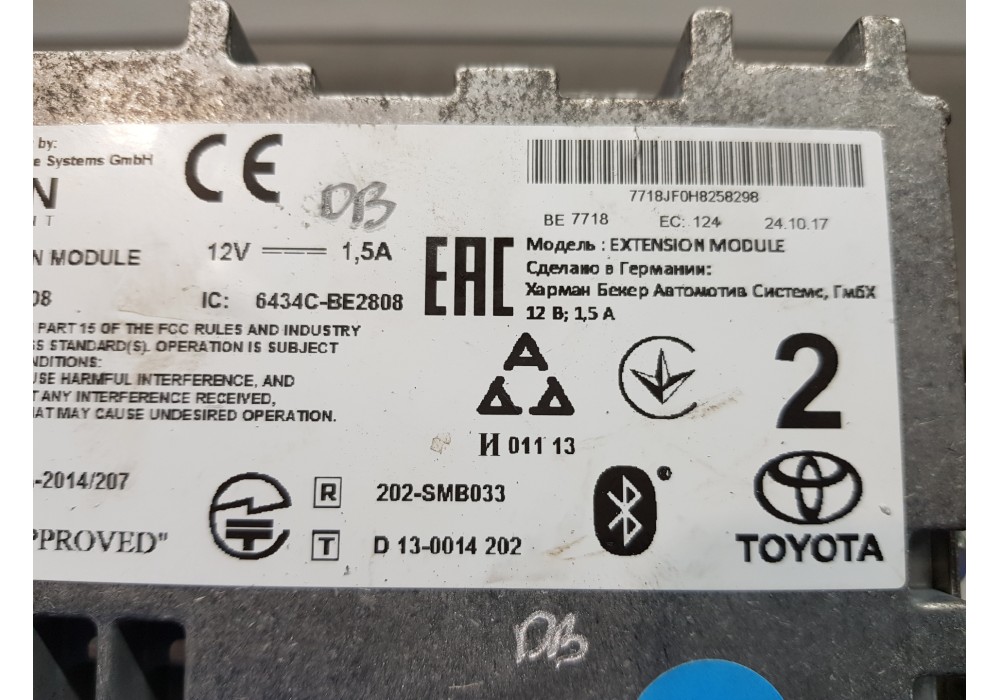 by:
e Systems GmbH
N
N T
N MODULE
12V 1,5A
08
IC: 6434C-BE2808
PART 15 OF THE FCC RULES AND INDUSTRY
STANDARD(S). OPERATION IS SUBJECT
NDITIONS:
USE HARMFUL INTERFERENCE, AND
ANY INTERFERENCE RECEIVED,
AT MAY CAUSE UNDESIRED OPERATION.
-2014/207
PPROVED"
CE
DB
7718JF0H8258298
BE 7718 EC: 124 24.10.17
EAC
Модель : EXTENSION MODULE
Сделано в Германии:
Харман Бекер Автомотив Системс, ГмбХ
12 В; 1,5 А
И 011 13
2
R 202-SMB033
T D 13-0014 202
TOYOTA
DB